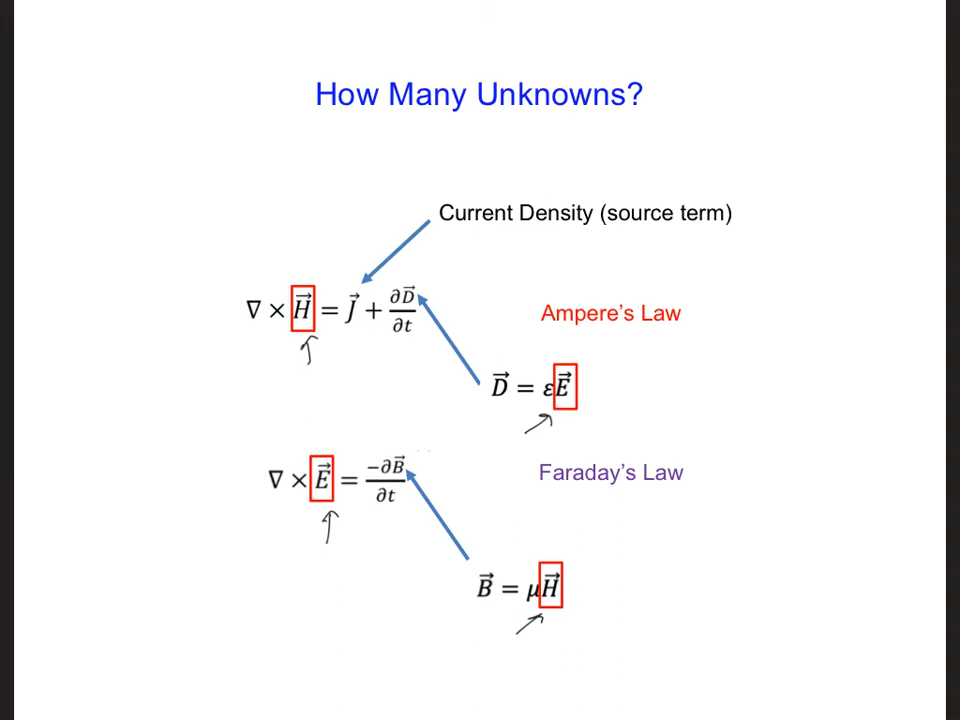 How Many Unknowns?
Current Density (source term)
∇ × H⃗ = J⃗ + ∂D⃗/∂t
Ampere's Law
D⃗ = εE⃗
∇ × E⃗ = −∂B⃗/∂t
Faraday's Law
B⃗ = μH⃗